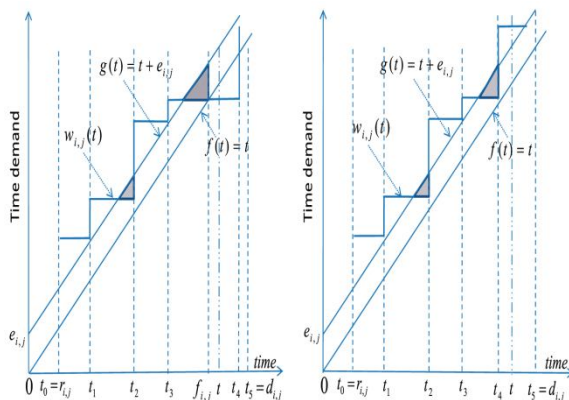 Time demand
g(t) = t + e_{i,j}
w_{i,j}(t)
f(t) = t
e_{i,j}
time
0 t_0 = r_{i,j} t_1 t_2 t_3 f_{i,j} t t_4 t_5 = d_{i,j}
Time demand
g(t) = t + e_{i,j}
w_{i,j}(t)
f(t) = t
e_{i,j}
time
0 t_0 = r_{i,j} t_1 t_2 t_3 t_4 t t_5 = d_{i,j}